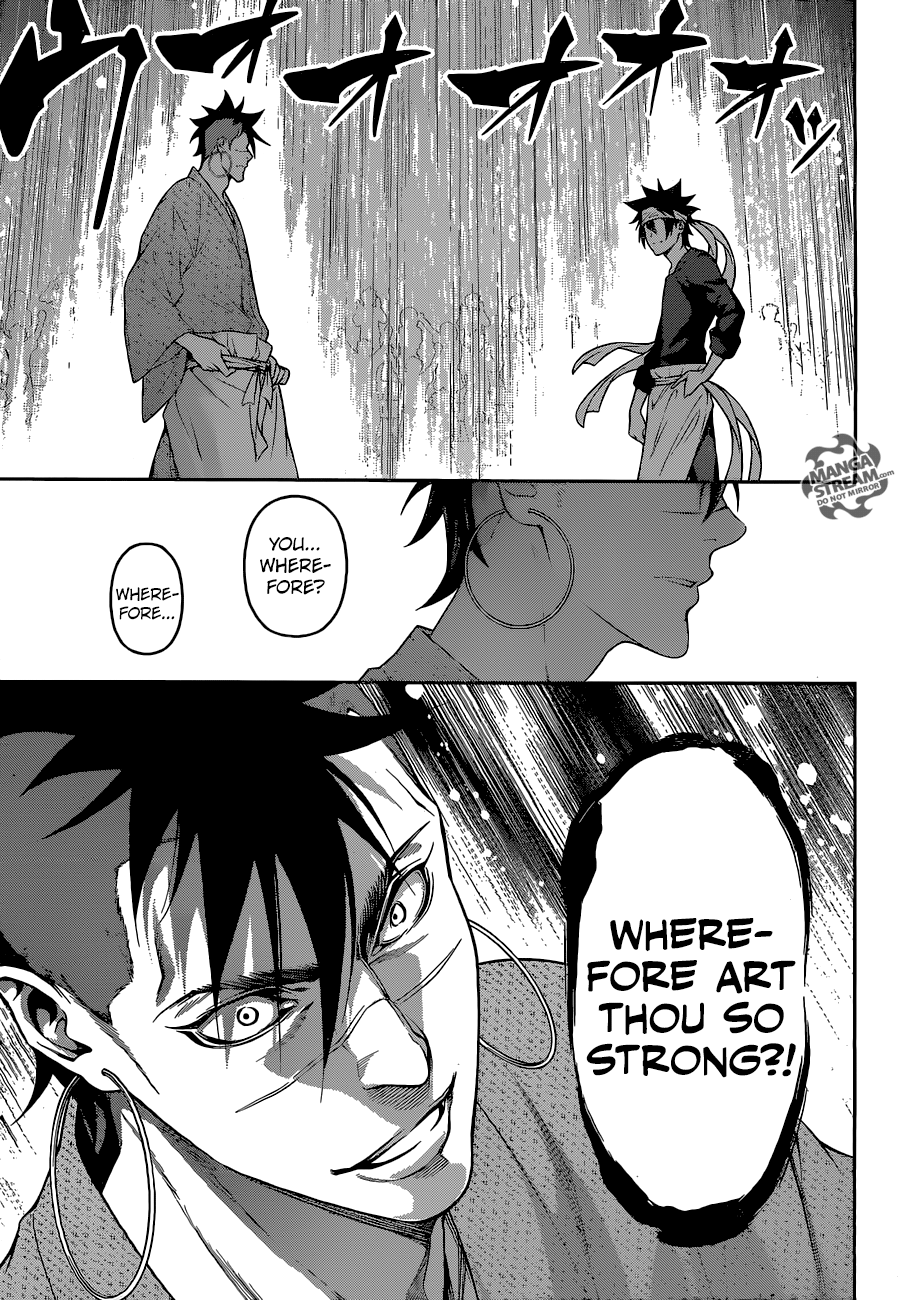 ウオオオオオッ゙
MANGA
STREAM.com
DO NOT MIRROR
YOU...
WHERE-
FORE?
WHERE-
FORE...
WHERE-
FORE ART
THOU SO
STRONG?!